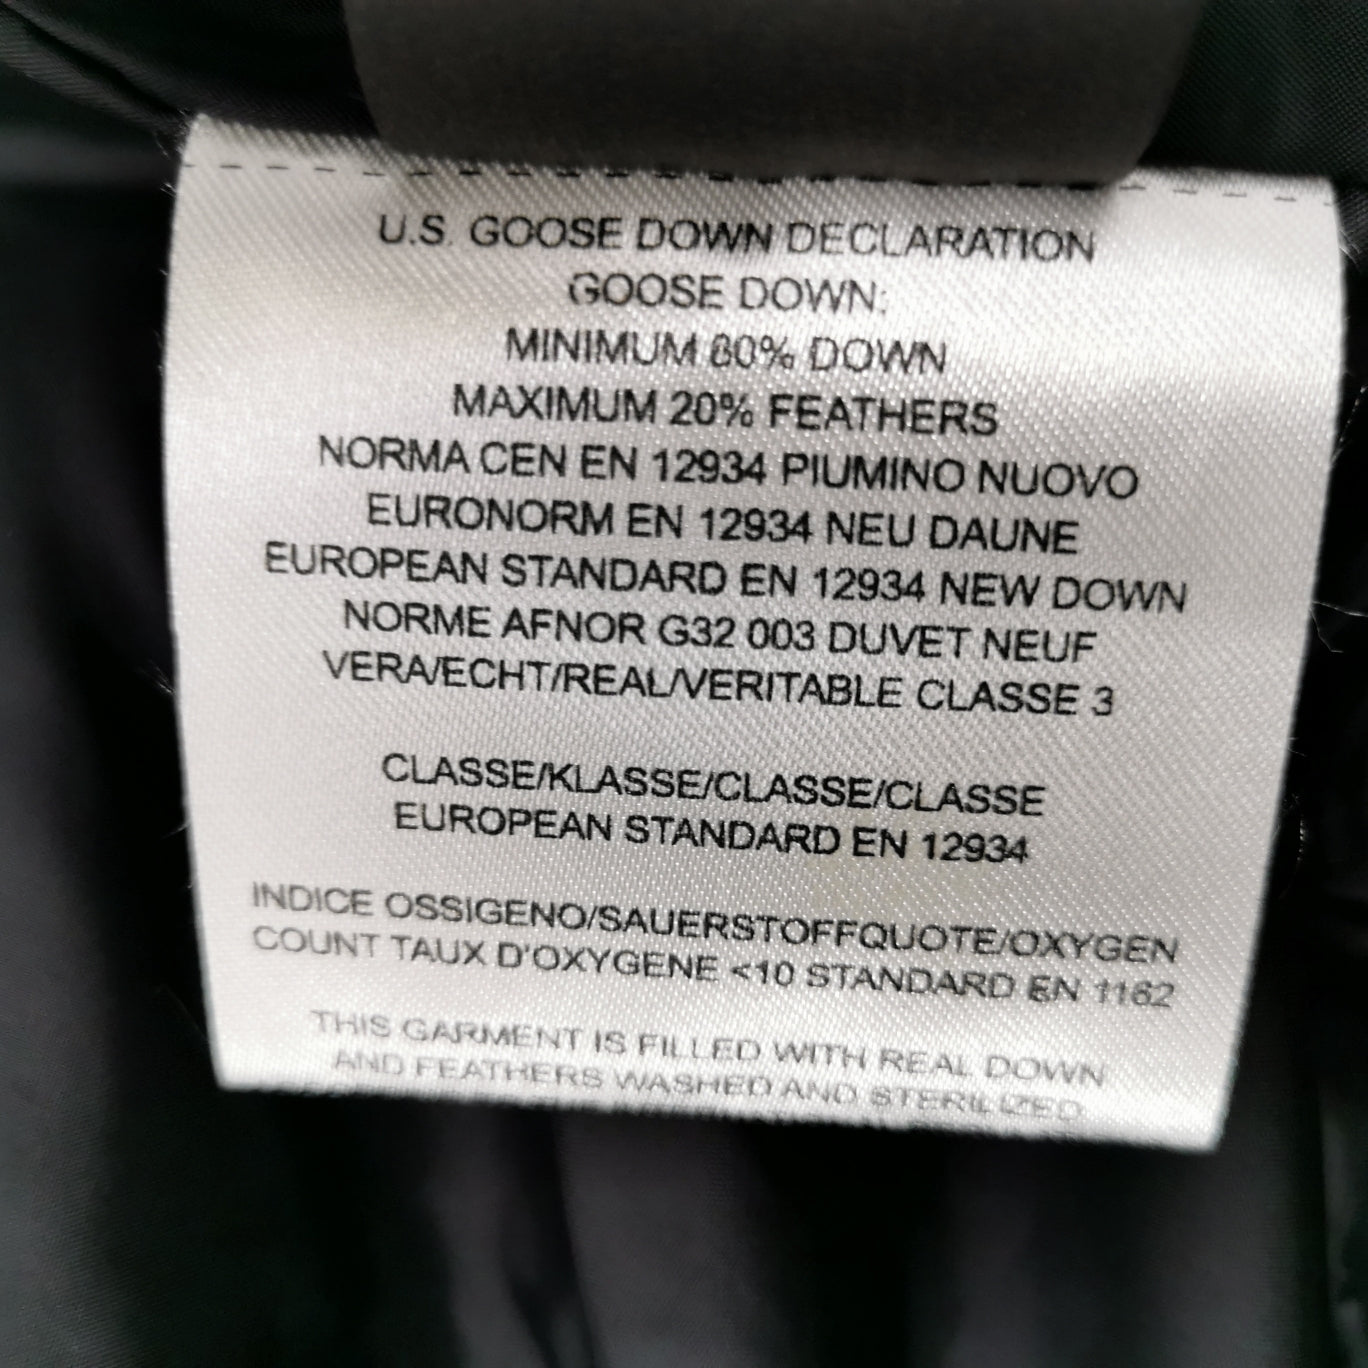 U.S. GOOSE DOWN DECLARATION
GOOSE DOWN:
MINIMUM 80% DOWN
MAXIMUM 20% FEATHERS
NORMA CEN EN 12934 PIUMINO NUOVO
EURONORM EN 12934 NEU DAUNE
EUROPEAN STANDARD EN 12934 NEW DOWN
NORME AFNOR G32 003 DUVET NEUF
VERA/ECHT/REAL/VERITABLE CLASSE 3
CLASSE/KLASSE/CLASSE/CLASSE
EUROPEAN STANDARD EN 12934
INDICE OSSIGENO/SAUERSTOFFQUOTE/OXYGEN
COUNT TAUX D'OXYGENE <10 STANDARD EN 1162
THIS GARMENT IS FILLED WITH REAL DOWN
AND FEATHERS WASHED AND STERILIZED